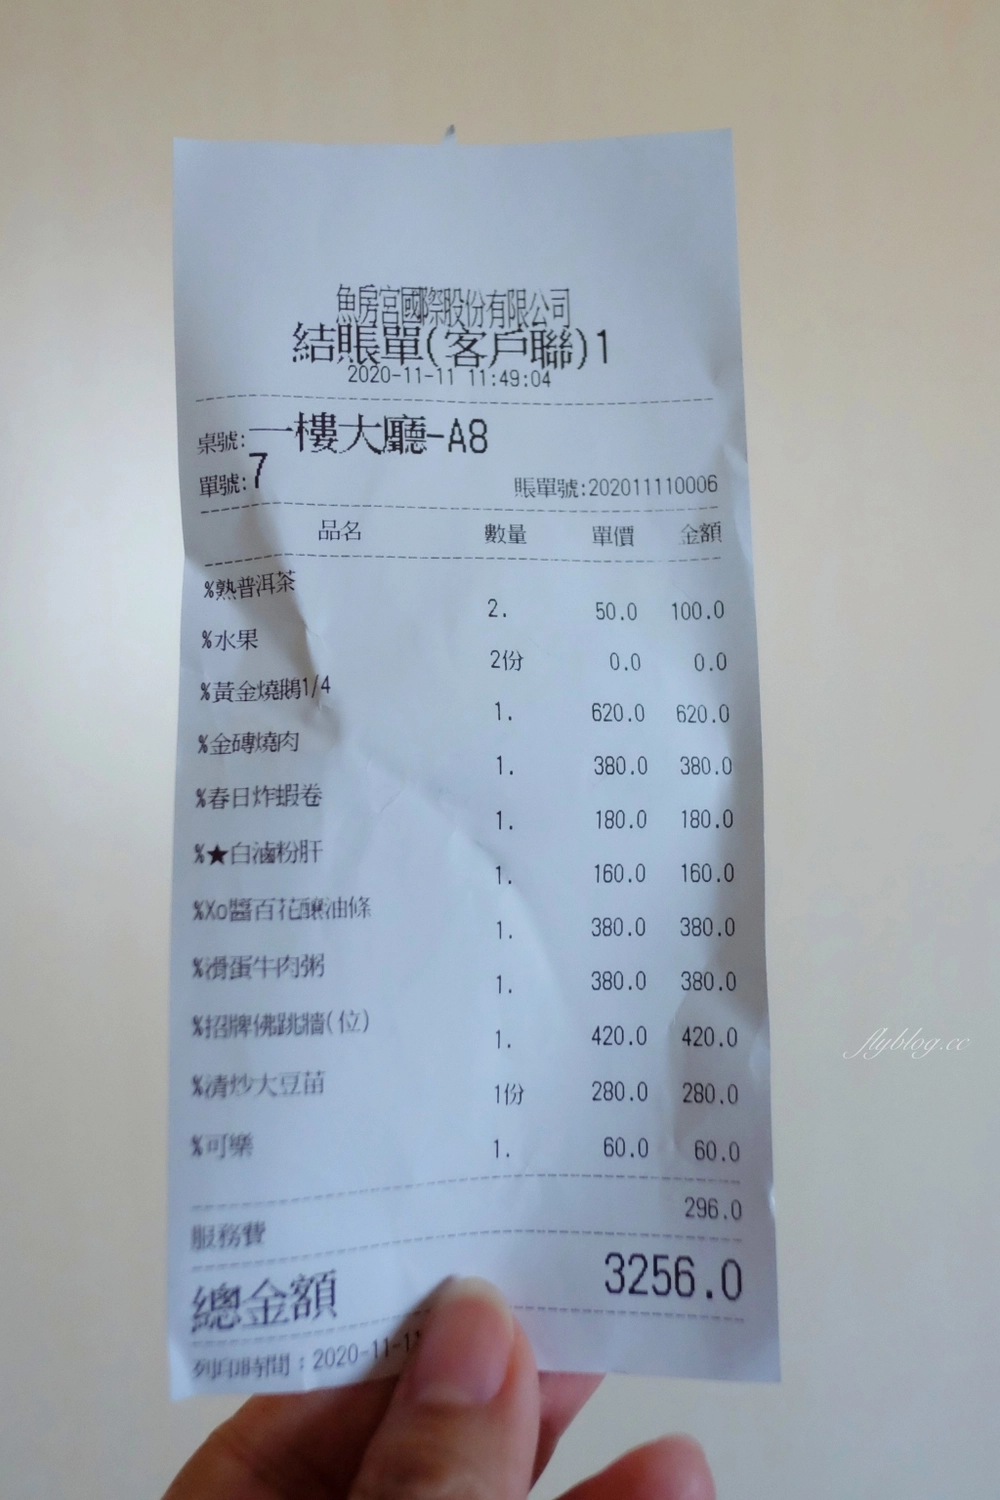 魚房宮國際股份有限公司
結賬單(客戶聯)1
2020-11-11 11:49:04
桌號:一樓大廳-A8
單號:7 賬單號:202011110006
品名 數量 單價 金額
%熟普洱茶
2. 50.0 100.0
%水果
2份 0.0 0.0
%黃金燒鵝1/4
1. 620.0 620.0
%金磚燒肉
1. 380.0 380.0
%春日炸蝦卷
1. 180.0 180.0
%★白滷粉肝
1. 160.0 160.0
%Xo醬百花釀油條
1. 380.0 380.0
%滑蛋牛肉粥
1. 380.0 380.0
%招牌佛跳牆(位)
1. 420.0 420.0
%清炒大豆苗
1份 280.0 280.0
%可樂
1. 60.0 60.0
296.0
服務費
3256.0
總金額
列印時間：2020-11-11
flyblog.cc